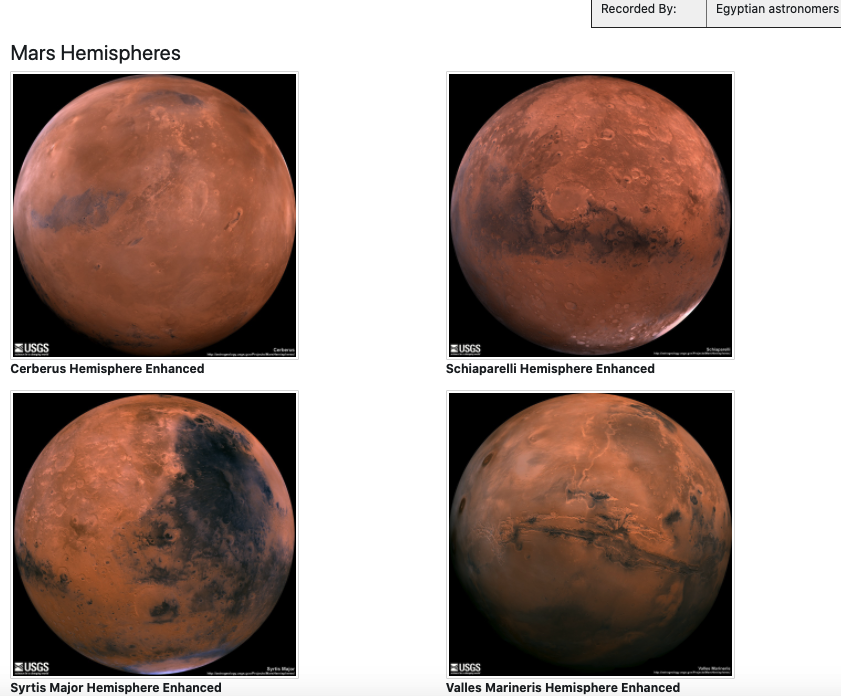 Recorded By: Egyptian astronomers
Mars Hemispheres
USGS
Cerberus
Cerberus Hemisphere Enhanced
USGS
Schiaparelli
Schiaparelli Hemisphere Enhanced
USGS
Syrtis Major
Syrtis Major Hemisphere Enhanced
USGS
Valles Marineris
Valles Marineris Hemisphere Enhanced